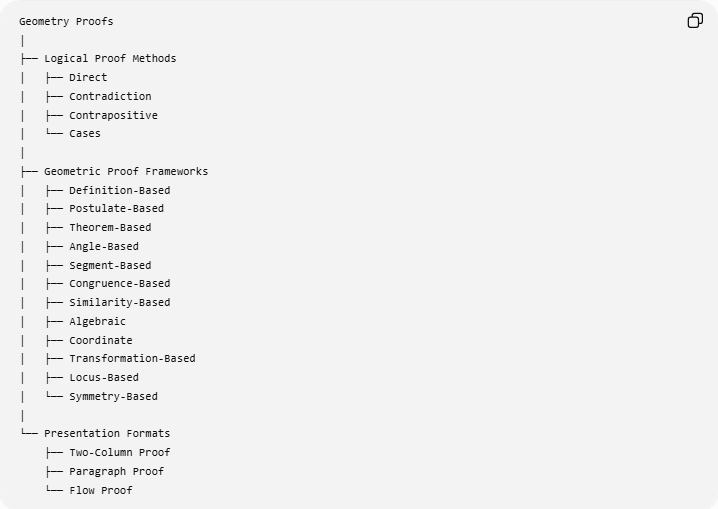 Geometry Proofs
│
├── Logical Proof Methods
│   ├── Direct
│   ├── Contradiction
│   ├── Contrapositive
│   └── Cases
│
├── Geometric Proof Frameworks
│   ├── Definition-Based
│   ├── Postulate-Based
│   ├── Theorem-Based
│   ├── Angle-Based
│   ├── Segment-Based
│   ├── Congruence-Based
│   ├── Similarity-Based
│   ├── Algebraic
│   ├── Coordinate
│   ├── Transformation-Based
│   ├── Locus-Based
│   └── Symmetry-Based
│
└── Presentation Formats
    ├── Two-Column Proof
    ├── Paragraph Proof
    └── Flow Proof